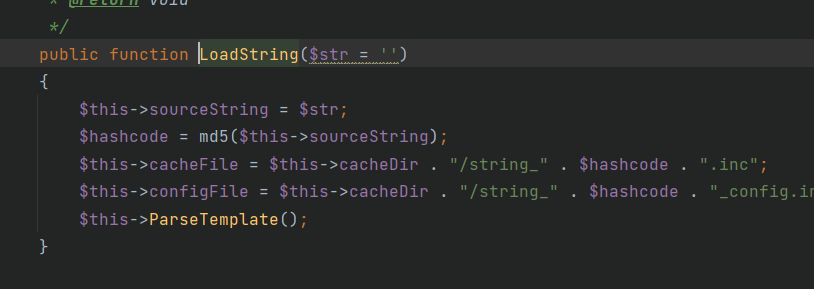 * @return void
*/
public function LoadString($str = '')
{
$this->sourceString = $str;
$hashcode = md5($this->sourceString);
$this->cacheFile = $this->cacheDir . "/string_" . $hashcode . ".inc";
$this->configFile = $this->cacheDir . "/string_" . $hashcode . "_config.in
$this->ParseTemplate();
}